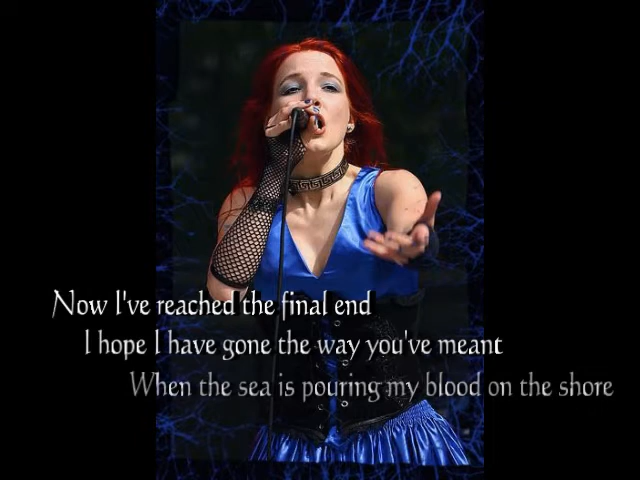 Now I've reached the final end
I hope I have gone the way you've meant
When the sea is pouring my blood on the shore